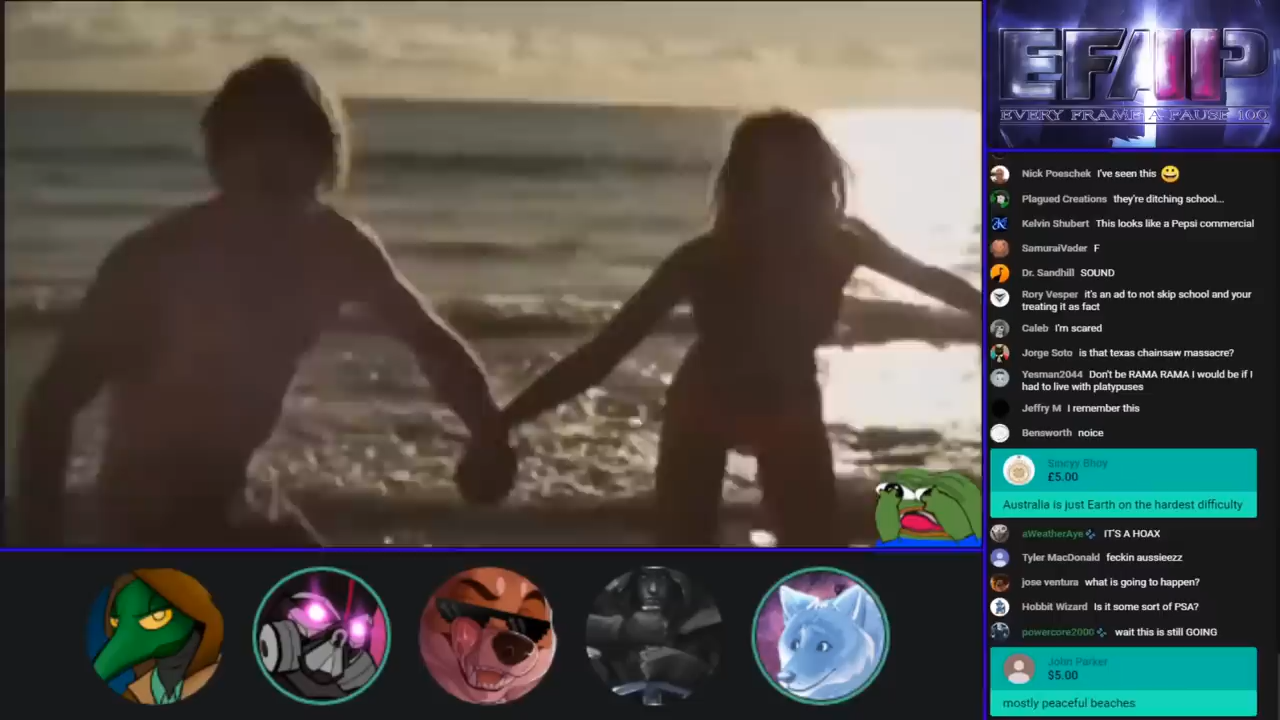 EFAP
EVERY FRAME A PAUSE 100
Nick Poeschek I've seen this
Plagued Creations they're ditching school...
Kelvin Shubert This looks like a Pepsi commercial
SamuraiVader F
Dr. Sandhill SOUND
Rory Vesper it's an ad to not skip school and your
treating it as fact
Caleb I'm scared
Jorge Soto is that texas chainsaw massacre?
Yesman2044 Don't be RAMA RAMA I would be if I
had to live with platypuses
Jeffry M I remember this
Bensworth noice
Bhoy
£5.00
Australia is just Earth on the hardest difficulty
aWeatherAye IT'S A HOAX
Tyler MacDonald feckin aussieezz
jose ventura what is going to happen?
Hobbit Wizard Is it some sort of PSA?
powercore2000 wait this is still GOING
John Parker
$5.00
mostly peaceful beaches